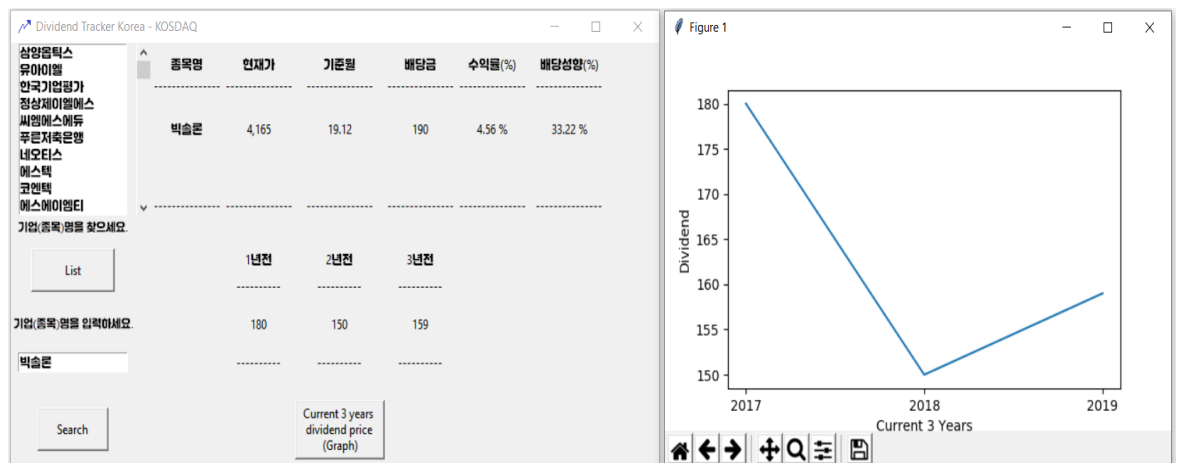 Dividend Tracker Korea - KOSDAQ
삼양옵틱스
유아이엘
한국기업평가
정상제이엘에스
씨엠에스에듀
푸른저축은행
네오티스
에스텍
코엔텍
에스에이엠티
기업(종목)명을 찾으세요.
List
기업(종목)명을 입력하세요.
빅솔론
Search
종목명 현재가 기준월 배당금 수익률(%) 배당성향(%)
--------------- --------------- --------------- --------------- --------------- ---------------
빅솔론 4,165 19.12 190 4.56 % 33.22 %
--------------- --------------- --------------- --------------- --------------- ---------------
1년전 2년전 3년전
---------- ---------- ----------
180 150 159
---------- ---------- ----------
Current 3 years
dividend price
(Graph)
Figure 1
Dividend
180
175
170
165
160
155
150
2017 2018 2019
Current 3 Years